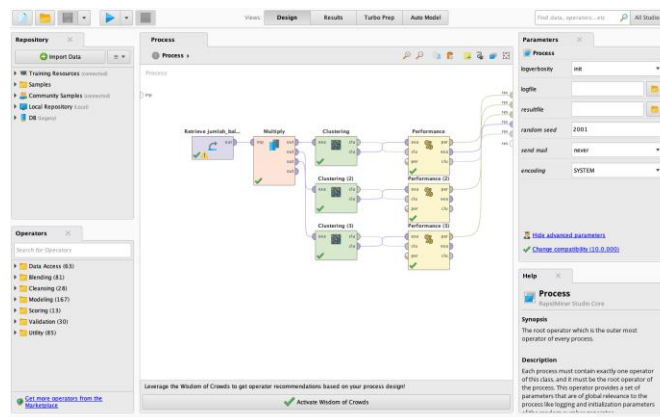 Views:
Design
Results
Turbo Prep
Auto Model
Find data, operators...etc
All Studio
Repository
Import Data
Training Resources (connected)
Samples
Community Samples (connected)
Local Repository (Local)
DB (Legacy)
Operators
Search for Operators
Data Access (63)
Blending (81)
Cleansing (28)
Modeling (167)
Scoring (13)
Validation (30)
Utility (85)
Get more operators from the
Marketplace
Process
Process
Process
inp
res
res
res
res
res
res
res
Retrieve jumlah_bal...
out
Multiply
inp
out
out
out
out
Clustering
exa
clu
clu
Performance
exa
per
clu
exa
per
clu
Clustering (2)
exa
clu
clu
Performance (2)
exa
per
clu
exa
per
clu
Clustering (3)
exa
clu
clu
Performance (3)
exa
per
clu
exa
per
clu
Leverage the Wisdom of Crowds to get operator recommendations based on your process design!
Activate Wisdom of Crowds
Parameters
Process
logverbosity
init
logfile
resultfile
random seed
2001
send mail
never
encoding
SYSTEM
Hide advanced parameters
Change compatibility (10.0.000)
Help
Process
RapidMiner Studio Core
Synopsis
The root operator which is the outer most
operator of every process.
Description
Each process must contain exactly one operator
of this class, and it must be the root operator of
the process. This operator provides a set of
parameters that are of global relevance to the
process like logging and initialization parameters